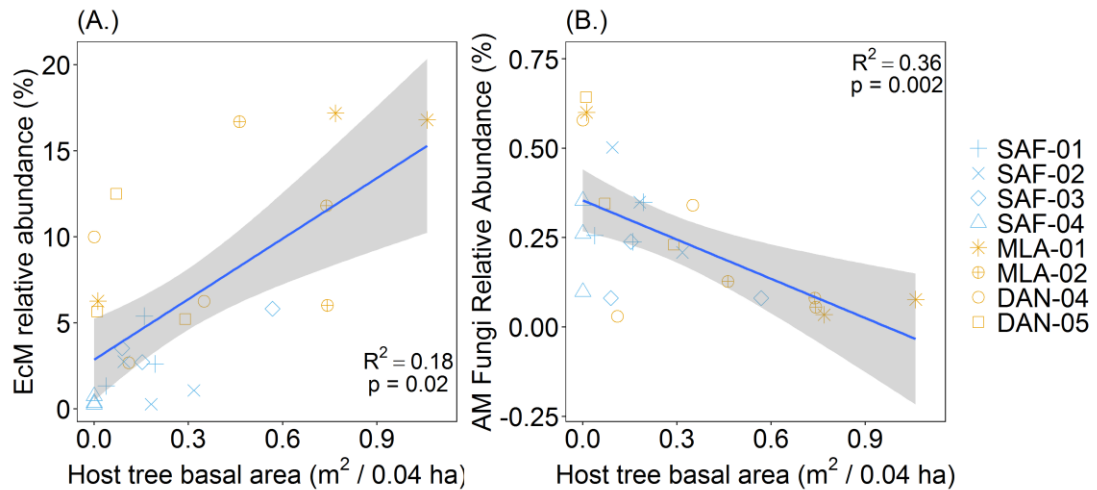 (A.)
EcM relative abundance (%)
20
15
10
5
0
R² = 0.18
p = 0.02
0.0 0.3 0.6 0.9
Host tree basal area (m² / 0.04 ha)
(B.)
AM Fungi Relative Abundance (%)
0.75
0.50
0.25
0.00
-0.25
R² = 0.36
p = 0.002
0.0 0.3 0.6 0.9
Host tree basal area (m² / 0.04 ha)
SAF-01
SAF-02
SAF-03
SAF-04
MLA-01
MLA-02
DAN-04
DAN-05